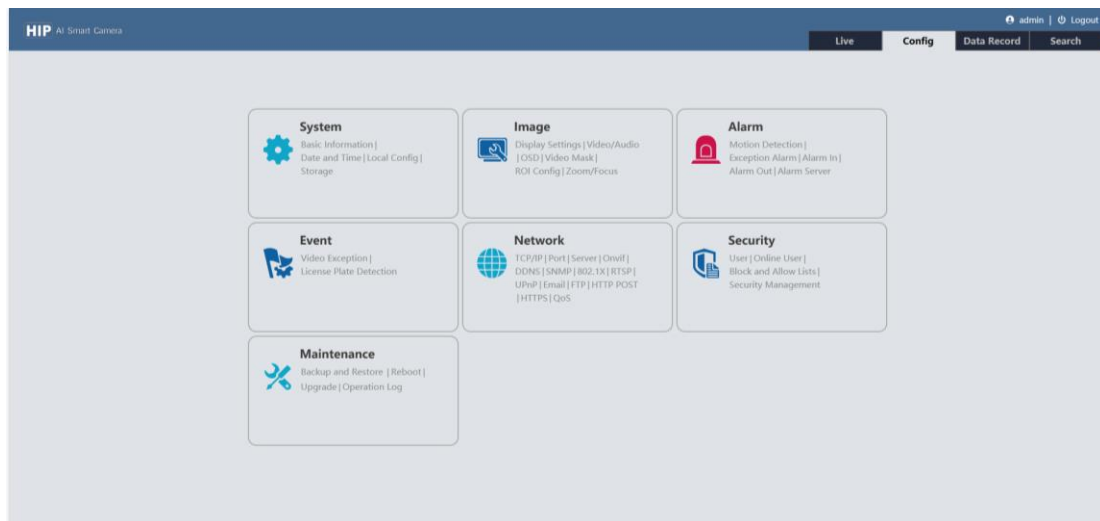 admin | Logout
HIP AI Smart Camera
Live Config Data Record Search
System
Basic Information |
Date and Time | Local Config |
Storage
Image
Display Settings | Video/Audio
| OSD | Video Mask |
ROI Config | Zoom/Focus
Alarm
Motion Detection |
Exception Alarm | Alarm In |
Alarm Out | Alarm Server
Event
Video Exception |
License Plate Detection
Network
TCP/IP | Port | Server | Onvif |
DDNS | SNMP | 802.1X | RTSP |
UPnP | Email | FTP | HTTP POST
| HTTPS | QoS
Security
User | Online User |
Block and Allow Lists |
Security Management
Maintenance
Backup and Restore | Reboot |
Upgrade | Operation Log